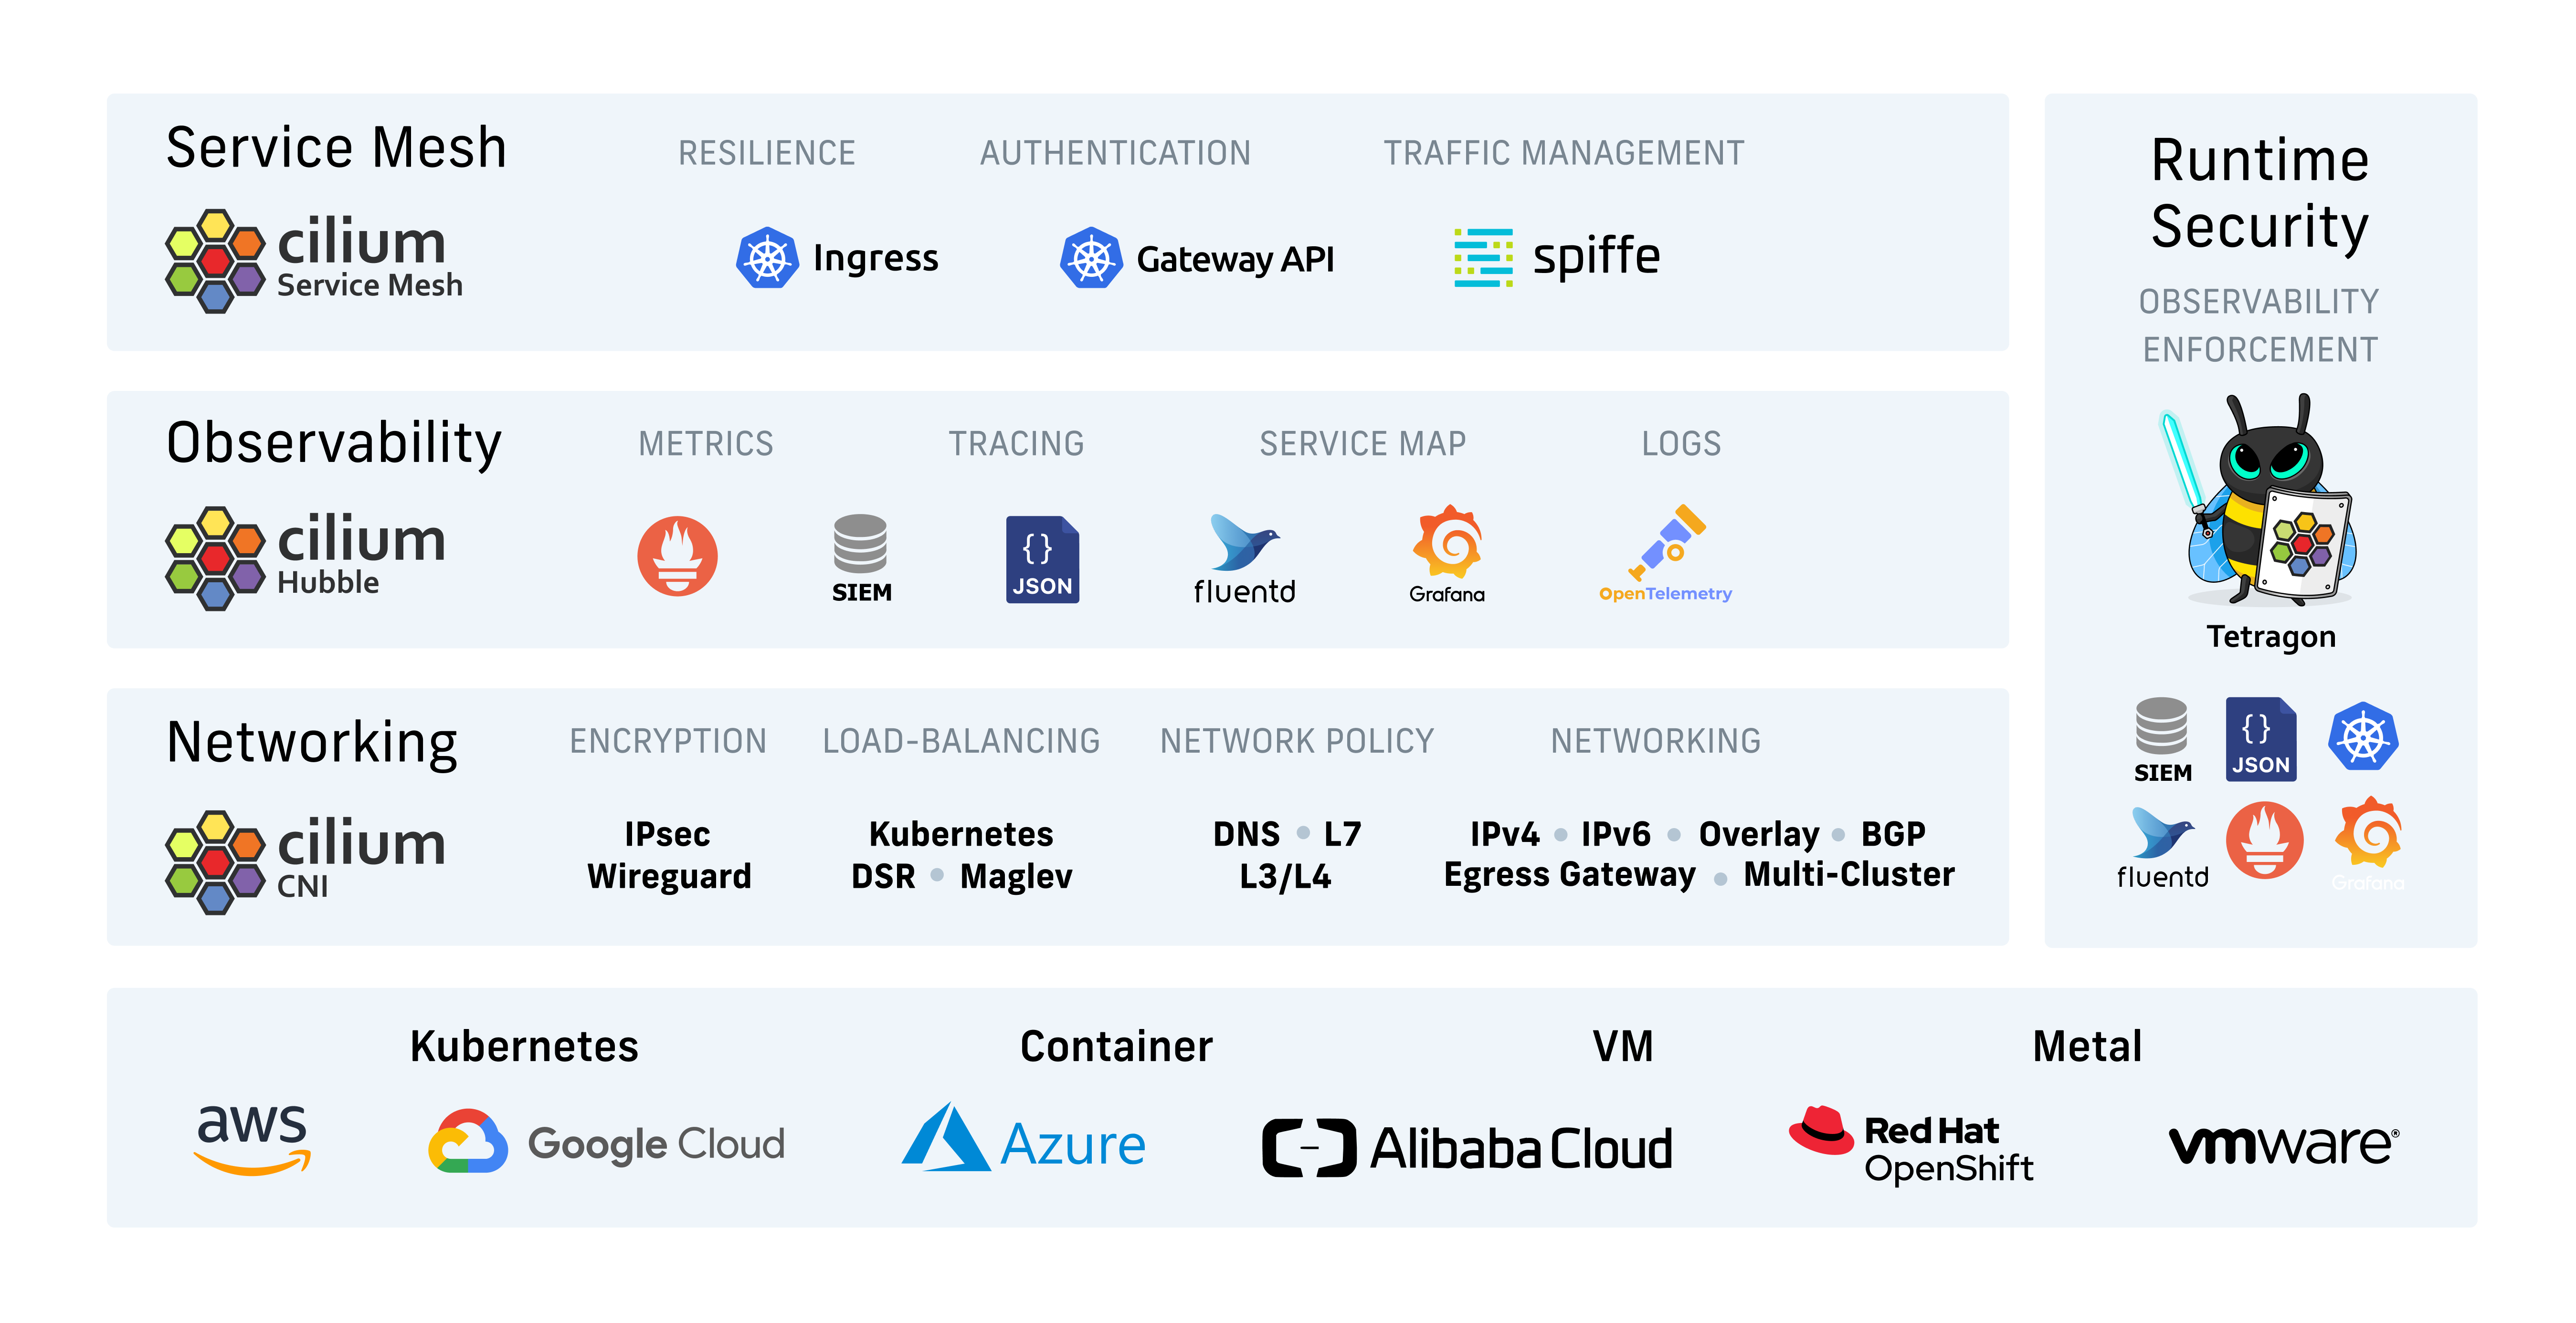 Service Mesh
RESILIENCE
AUTHENTICATION
TRAFFIC MANAGEMENT
cilium
Service Mesh
Ingress
Gateway API
spiffe
Observability
METRICS
TRACING
SERVICE MAP
LOGS
cilium
Hubble
SIEM
{}
JSON
fluentd
Grafana
OpenTelemetry
Networking
ENCRYPTION
LOAD-BALANCING
NETWORK POLICY
NETWORKING
cilium
CNI
IPsec
Wireguard
Kubernetes
DSR • Maglev
DNS • L7
L3/L4
IPv4 • IPv6 • Overlay • BGP
Egress Gateway • Multi-Cluster
Runtime
Security
OBSERVABILITY
ENFORCEMENT
Tetragon
SIEM
{}
JSON
fluentd
Grafana
Kubernetes
Container
VM
Metal
aws
Google Cloud
Azure
Alibaba Cloud
Red Hat
OpenShift
vmware®